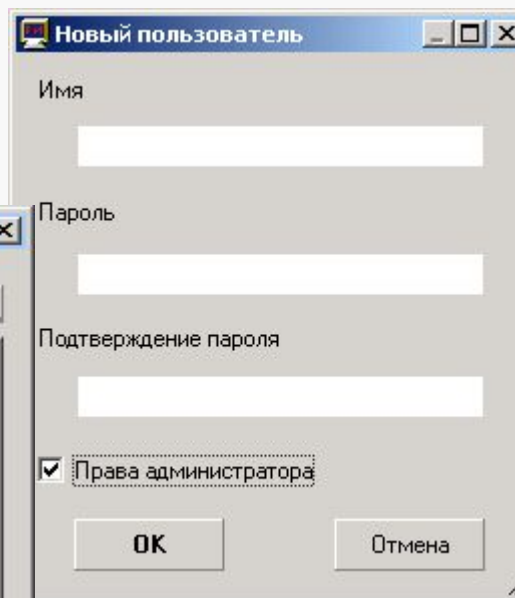 Новый пользователь
Имя
Пароль
Подтверждение пароля
Права администратора
OK
Отмена